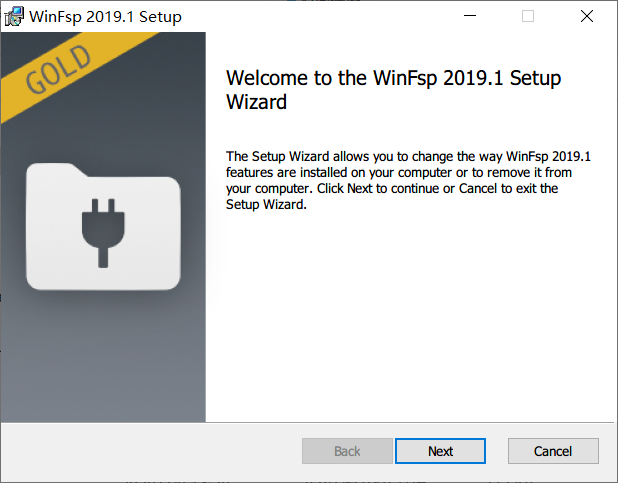 WinFsp 2019.1 Setup
GOLD
Welcome to the WinFsp 2019.1 Setup
Wizard
The Setup Wizard allows you to change the way WinFsp 2019.1
features are installed on your computer or to remove it from
your computer. Click Next to continue or Cancel to exit the
Setup Wizard.
Back
Next
Cancel